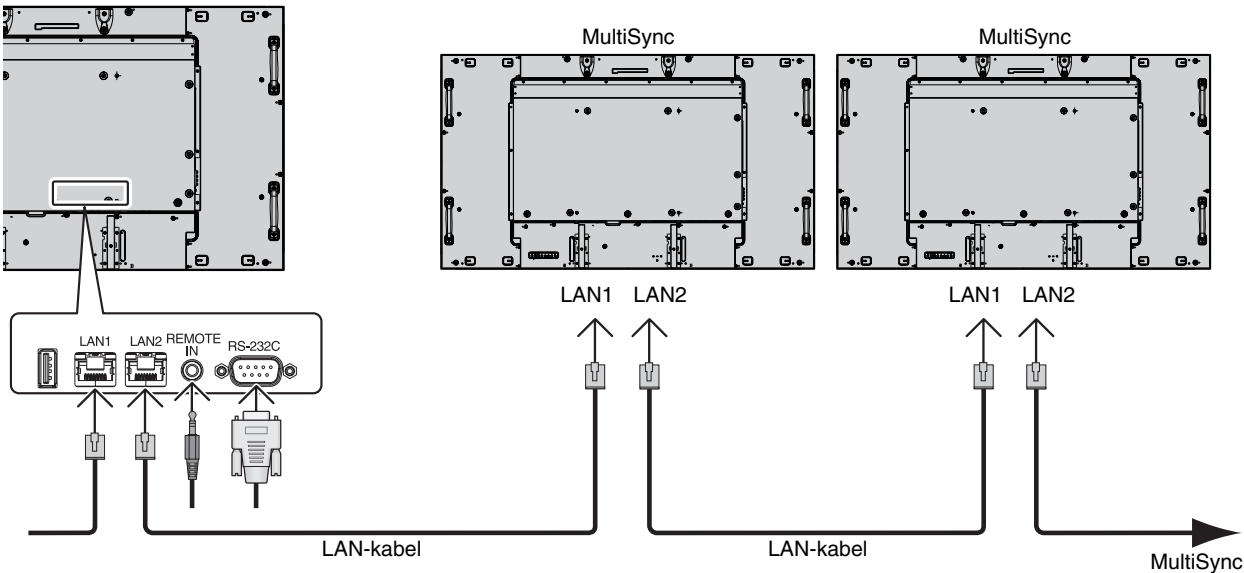 MultiSync
MultiSync
LAN1 LAN2
LAN1 LAN2
LAN1 LAN2 REMOTE IN RS-232C
LAN-kabel
LAN-kabel
MultiSync